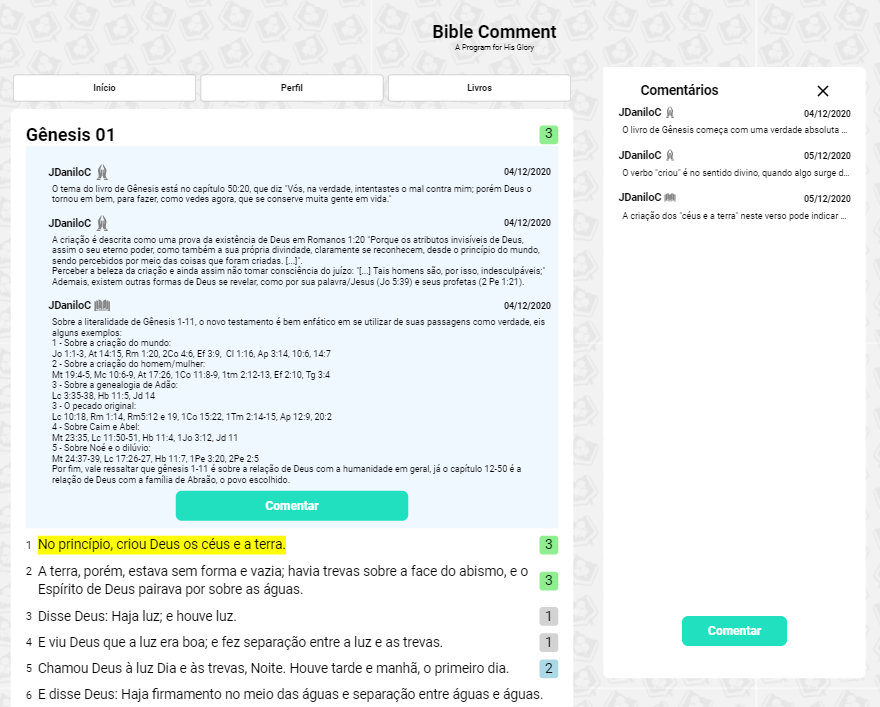 Bible Comment
A Program for His Glory
Início
Perfil
Livros
Gênesis 01
3
JDaniloC
04/12/2020
O tema do livro de Gênesis está no capítulo 50:20, que diz "Vós, na verdade, intentastes o mal contra mim; porém Deus o
tornou em bem, para fazer, como vedes agora, que se conserve muita gente em vida."
JDaniloC
04/12/2020
A criação é descrita como uma prova da existência de Deus em Romanos 1:20 "Porque os atributos invisíveis de Deus,
assim o seu eterno poder, como também a sua própria divindade, claramente se reconhecem, desde o princípio do mundo,
sendo percebidos por meio das coisas que foram criadas. [...]".
Perceber a beleza da criação e ainda assim não tomar consciência do juízo: "[...] Tais homens são, por isso, indesculpáveis;"
Ademais, existem outras formas de Deus se revelar, como por sua palavra/Jesus (Jo 5:39) e seus profetas (2 Pe 1:21).
JDaniloC
04/12/2020
Sobre a literalidade de Gênesis 1-11, o novo testamento é bem enfático em se utilizar de suas passagens como verdade, eis
alguns exemplos:
1 - Sobre a criação do mundo:
Jo 1:1-3, At 14:15, Rm 1:20, 2Co 4:6, Ef 3:9, Cl 1:16, Ap 3:14, 10:6, 14:7
2 - Sobre a criação do homem/mulher:
Mt 19:4-5, Mc 10:6-9, At 17:26, 1Co 11:8-9, 1tm 2:12-13, Ef 2:10, Tg 3:4
3 - Sobre a genealogia de Adão:
Lc 3:35-38, Hb 11:5, Jd 14
3 - O pecado original:
Lc 10:18, Rm 1:14, Rm5:12 e 19, 1Co 15:22, 1Tm 2:14-15, Ap 12:9, 20:2
4 - Sobre Caim e Abel:
Mt 23:35, Lc 11:50-51, Hb 11:4, 1Jo 3:12, Jd 11
5 - Sobre Noé e o dilúvio:
Mt 24:37-39, Lc 17:26-27, Hb 11:7, 1Pe 3:20, 2Pe 2:5
Por fim, vale ressaltar que gênesis 1-11 é sobre a relação de Deus com a humanidade em geral, já o capítulo 12-50 é a
relação de Deus com a família de Abraão, o povo escolhido.
Comentar
1 No princípio, criou Deus os céus e a terra.
3
2 A terra, porém, estava sem forma e vazia; havia trevas sobre a face do abismo, e o
Espírito de Deus pairava por sobre as águas.
3
3 Disse Deus: Haja luz; e houve luz.
1
4 E viu Deus que a luz era boa; e fez separação entre a luz e as trevas.
1
5 Chamou Deus à luz Dia e às trevas, Noite. Houve tarde e manhã, o primeiro dia.
2
6 E disse Deus: Haja firmamento no meio das águas e separação entre águas e águas.
Comentários
JDaniloC
04/12/2020
O livro de Gênesis começa com uma verdade absoluta ...
JDaniloC
05/12/2020
O verbo "criou" é no sentido divino, quando algo surge d...
JDaniloC
05/12/2020
A criação dos "céus e a terra" neste verso pode indicar ...
Comentar